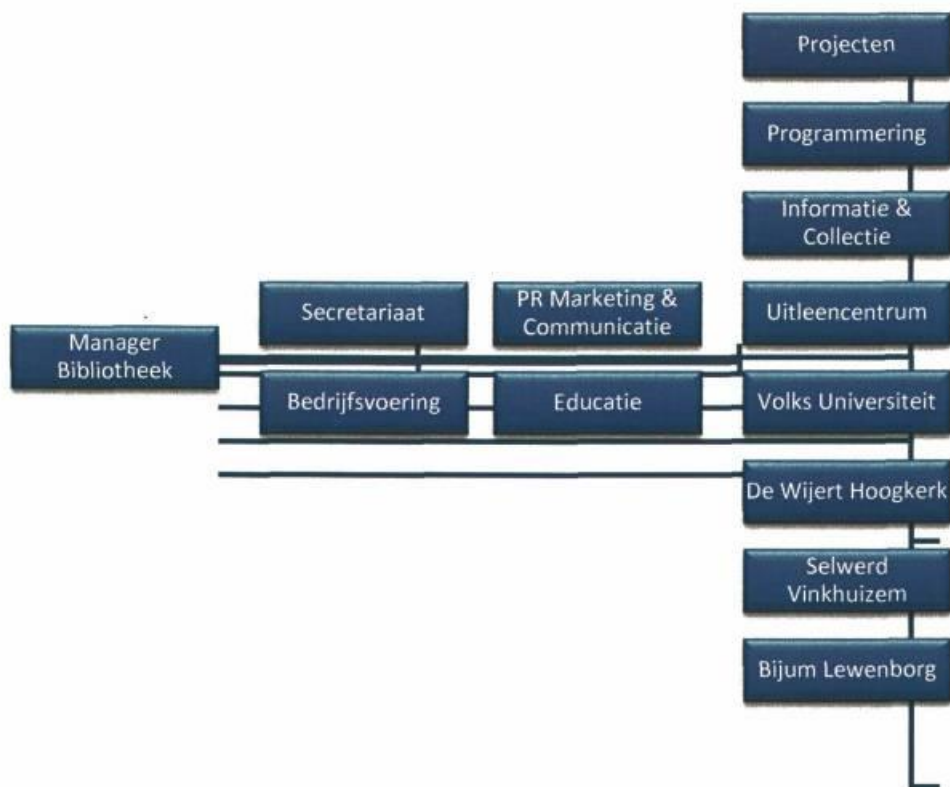 Projecten
Programmering
Informatie &
Collectie
Secretariaat
PR Marketing &
Communicatie
Uitleencentrum
Manager
Bibliotheek
Bedrijfsvoering
Educatie
Volks Universiteit
De Wijert Hoogkerk
Selwerd
Vinkhuizem
Bijum Lewenborg